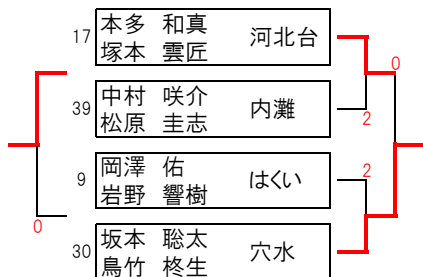 17 本多 和真 河北台
塚本 雲匠
0
39 中村 咲介 内灘
松原 圭志
2
9 岡澤 佑 はくい
岩野 響樹
2
0
30 坂本 聡太 穴水
鳥竹 柊生